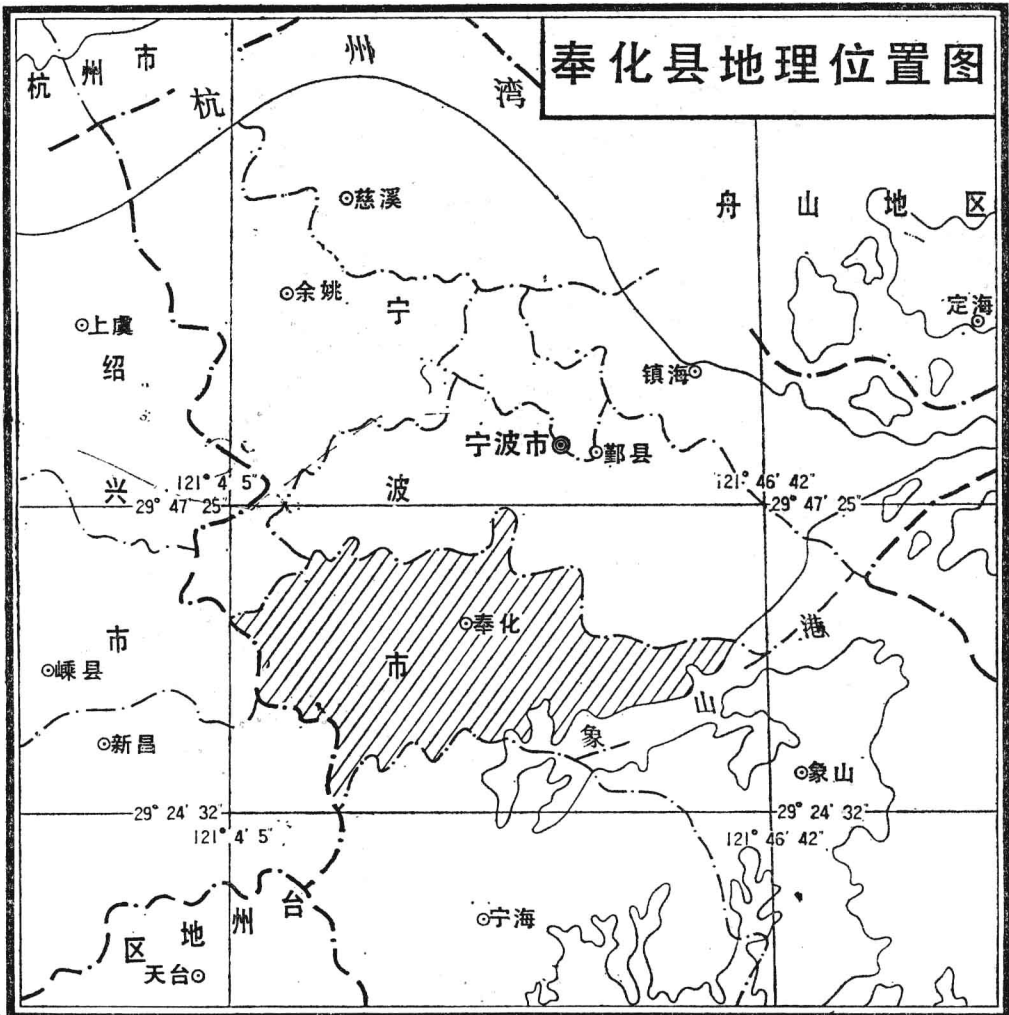 奉化县地理位置图
杭州市
杭州湾
舟山地区
慈溪
余姚
宁波市
上虞
绍兴市
定海
镇海
宁波市
鄞县
121° 4' 5"
29° 47' 25"
121° 46' 42"
29° 47' 25"
奉化
嵊县
新昌
象山港
象山
29° 24' 32"
121° 4' 5"
29° 24' 32"
121° 46' 42"
台州地区
宁海
天台